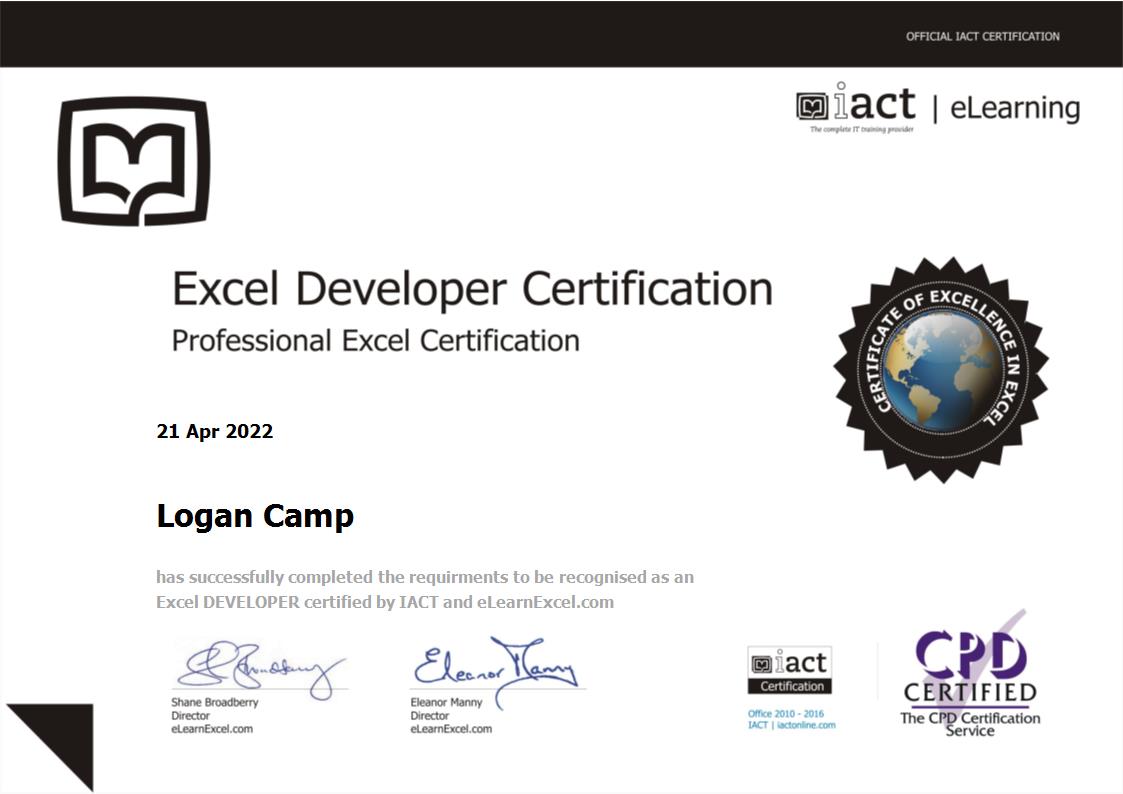 OFFICIAL IACT CERTIFICATION
iact | eLearning
The complete IT training provider
Excel Developer Certification
Professional Excel Certification
CERTIFICATE OF EXCELLENCE IN EXCEL
21 Apr 2022
Logan Camp
has successfully completed the requirments to be recognised as an
Excel DEVELOPER certified by IACT and eLearnExcel.com
Eleanor Manny
Shane Broadberry
Director
eLearnExcel.com
Eleanor Manny
Director
eLearnExcel.com
iact
Certification
Office 2010 - 2016
IACT | iactonline.com
CPD
CERTIFIED
The CPD Certification
Service